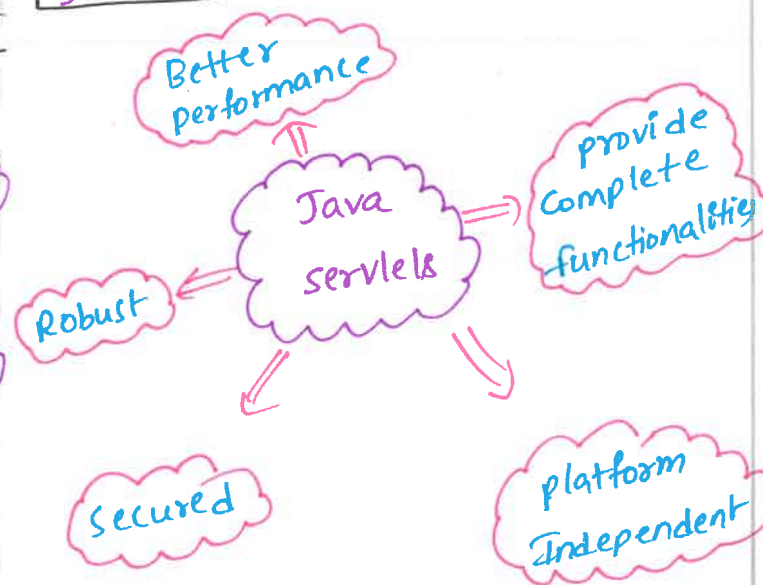 Better
performance
provide
Complete
functionalities
Java
servlets
Robust
Secured
platform
Independent